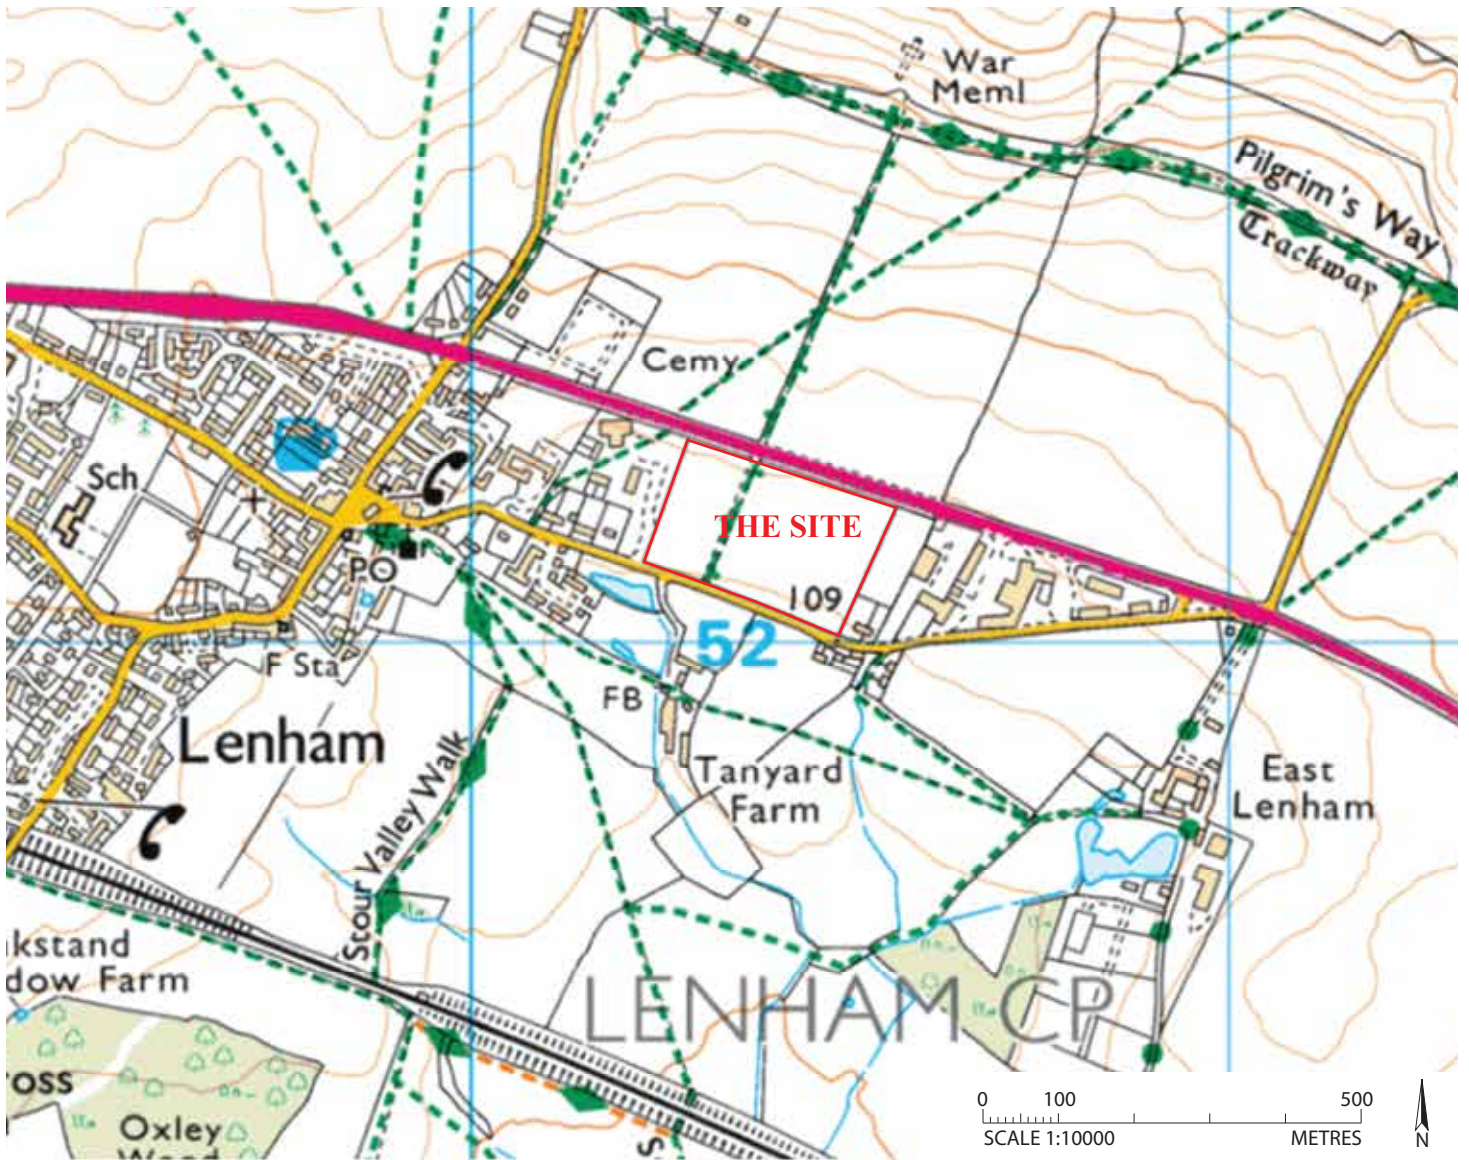 War
Meml
Pilgrim's Way
Trackway
Cemy
Sch
THE SITE
109
PO
52
F Sta
FB
Lenham
Stour Valley Walk
Tanyard
Farm
East
Lenham
kstand
dow Farm
LENHAM CP
oss
Oxley
Wood
S
0 100 500
SCALE 1:10000 METRES
N